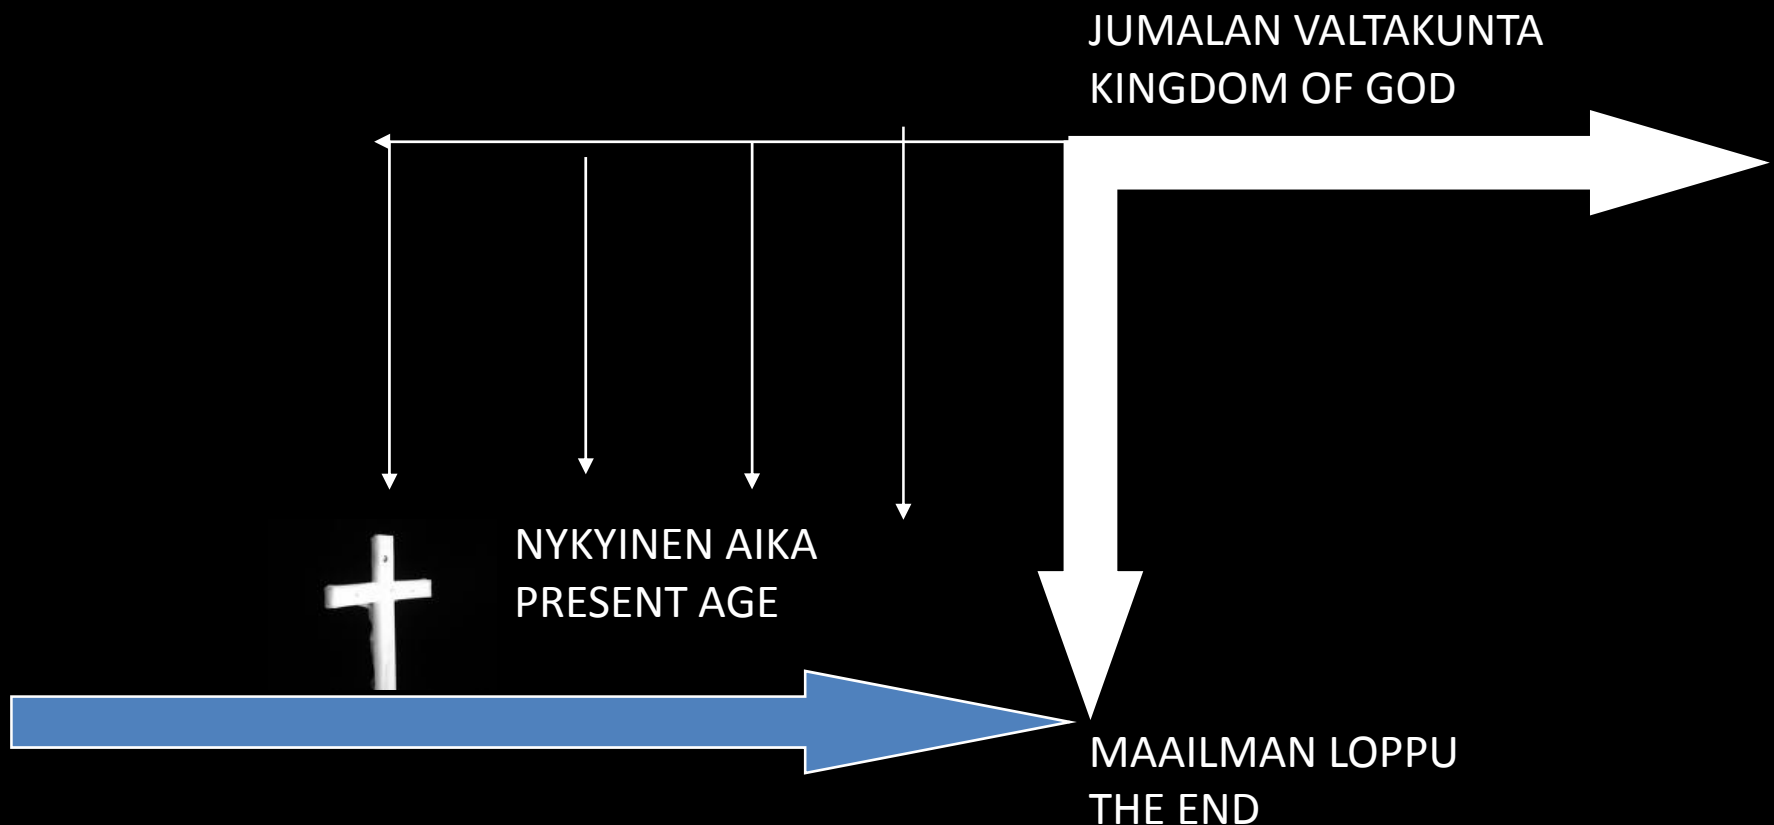 JUMALAN VALTAKUNTA
KINGDOM OF GOD
NYKYINEN AIKA
PRESENT AGE
MAAILMAN LOPPU
THE END